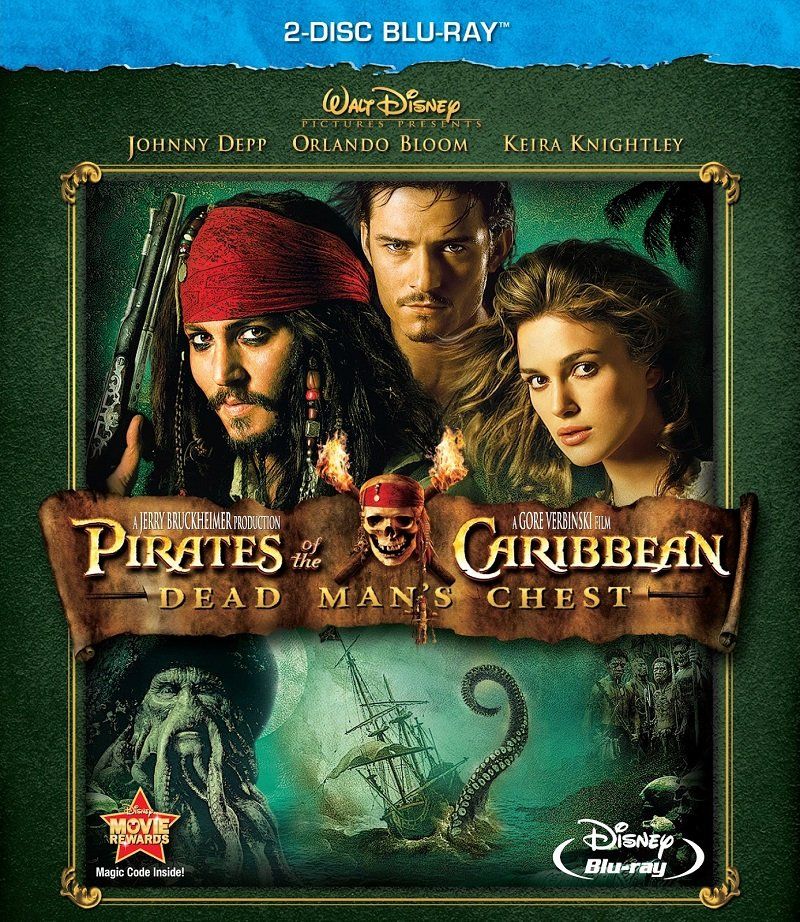 2-DISC BLU-RAY™
WALT DISNEY
PICTURES PRESENTS
JOHNNY DEPP ORLANDO BLOOM KEIRA KNIGHTLEY
A JERRY BRUCKHEIMER PRODUCTION A GORE VERBINSKI FILM
PIRATES of the CARIBBEAN
DEAD MAN'S CHEST
Disney
MOVIE
REWARDS
Magic Code Inside!
Disney
Blu-ray